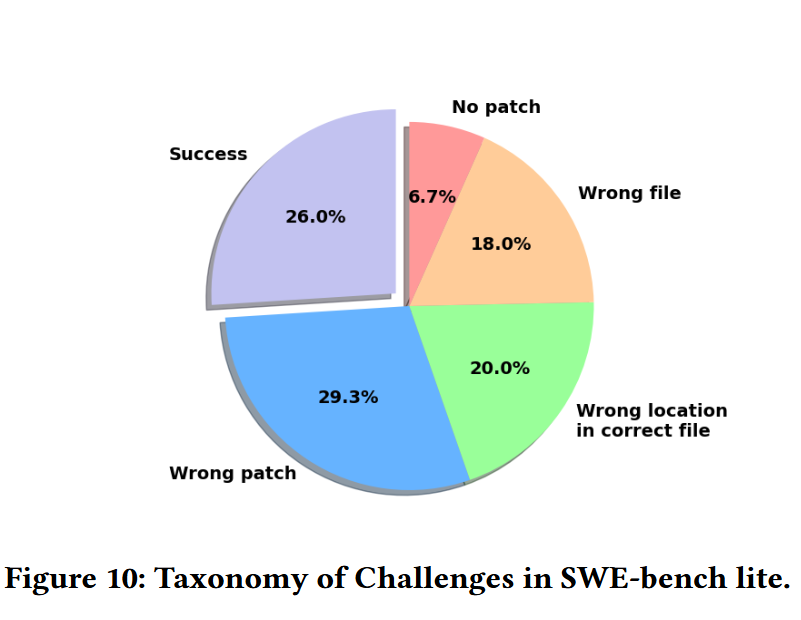 No patch
Success
6.7%
Wrong file
26.0%
18.0%
20.0%
29.3%
Wrong location
in correct file
Wrong patch
Figure 10: Taxonomy of Challenges in SWE-bench lite.